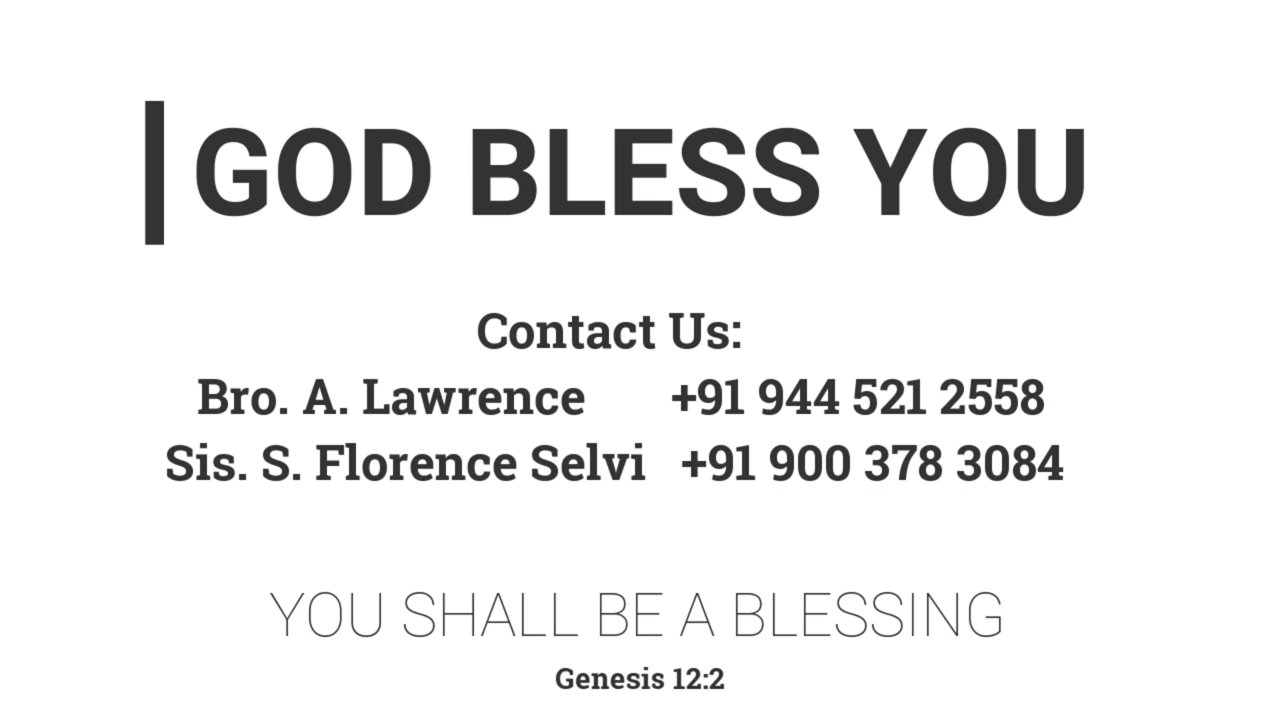 GOD BLESS YOU
Contact Us:
Bro. A. Lawrence +91 944 521 2558
Sis. S. Florence Selvi +91 900 378 3084
YOU SHALL BE A BLESSING
Genesis 12:2